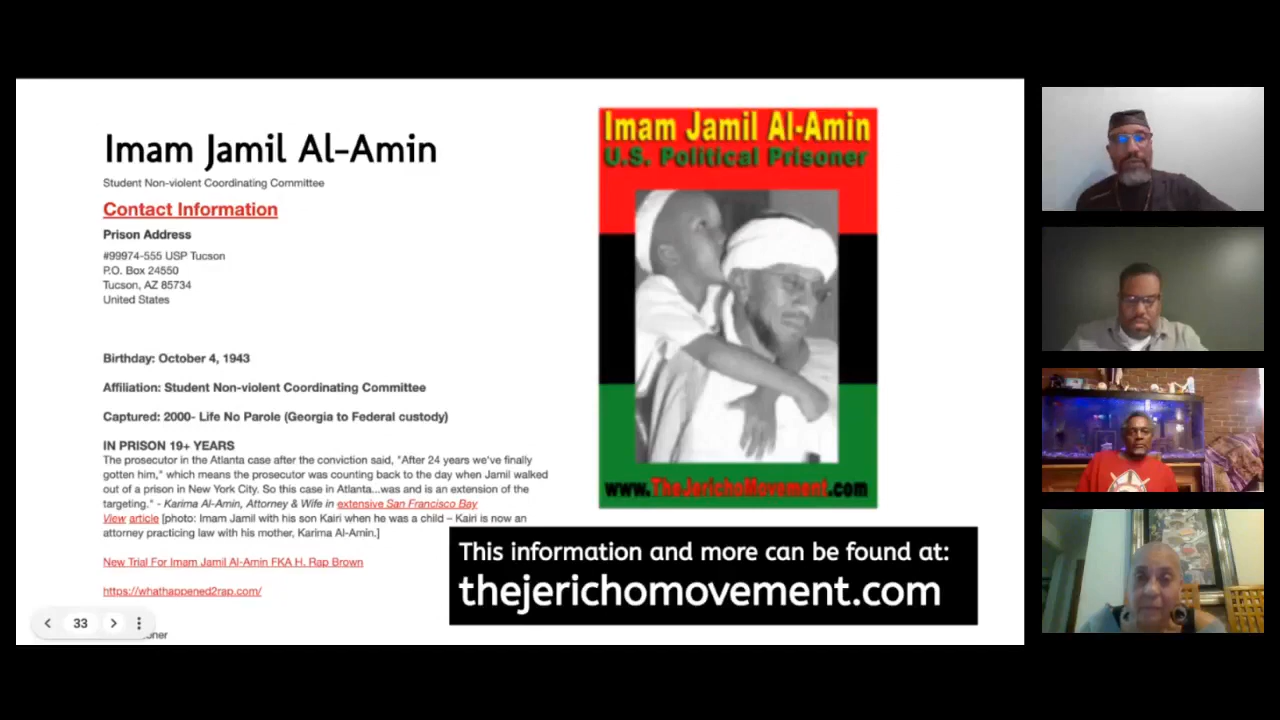 Imam Jamil Al-Amin
Student Non-violent Coordinating Committee
Contact Information
Prison Address
#99974-555 USP Tucson
P.O. Box 24550
Tucson, AZ 85734
United States
Birthday: October 4, 1943
Affiliation: Student Non-violent Coordinating Committee
Captured: 2000- Life No Parole (Georgia to Federal custody)
IN PRISON 19+ YEARS
The prosecutor in the Atlanta case after the conviction said, "After 24 years we've finally
gotten him," which means the prosecutor was counting back to the day when Jamil walked
out of a prison in New York City. So this case in Atlanta...was and is an extension of the
targeting." - Karima Al-Amin, Attorney & Wife in extensive San Francisco Bay
View article [photo: Imam Jamil with his son Kairi when he was a child – Kairi is now an
attorney practicing law with his mother, Karima Al-Amin.]
New Trial For Imam Jamil Al-Amin FKA H. Rap Brown
https://whathappened2rap.com/
33
Imam Jamil Al-Amin
U.S. Political Prisoner
www.TheJerichoMovement.com
This information and more can be found at:
thejerichomovement.com